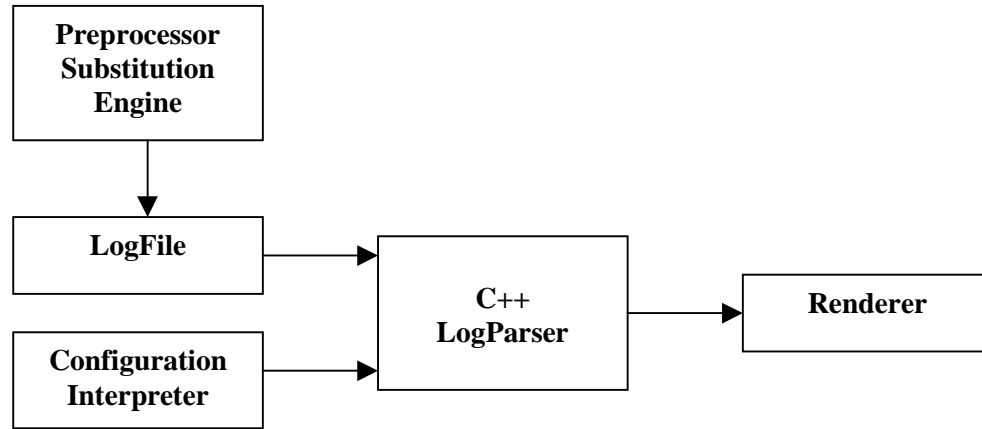 Preprocessor
Substitution
Engine
LogFile
C++
LogParser
Renderer
Configuration
Interpreter